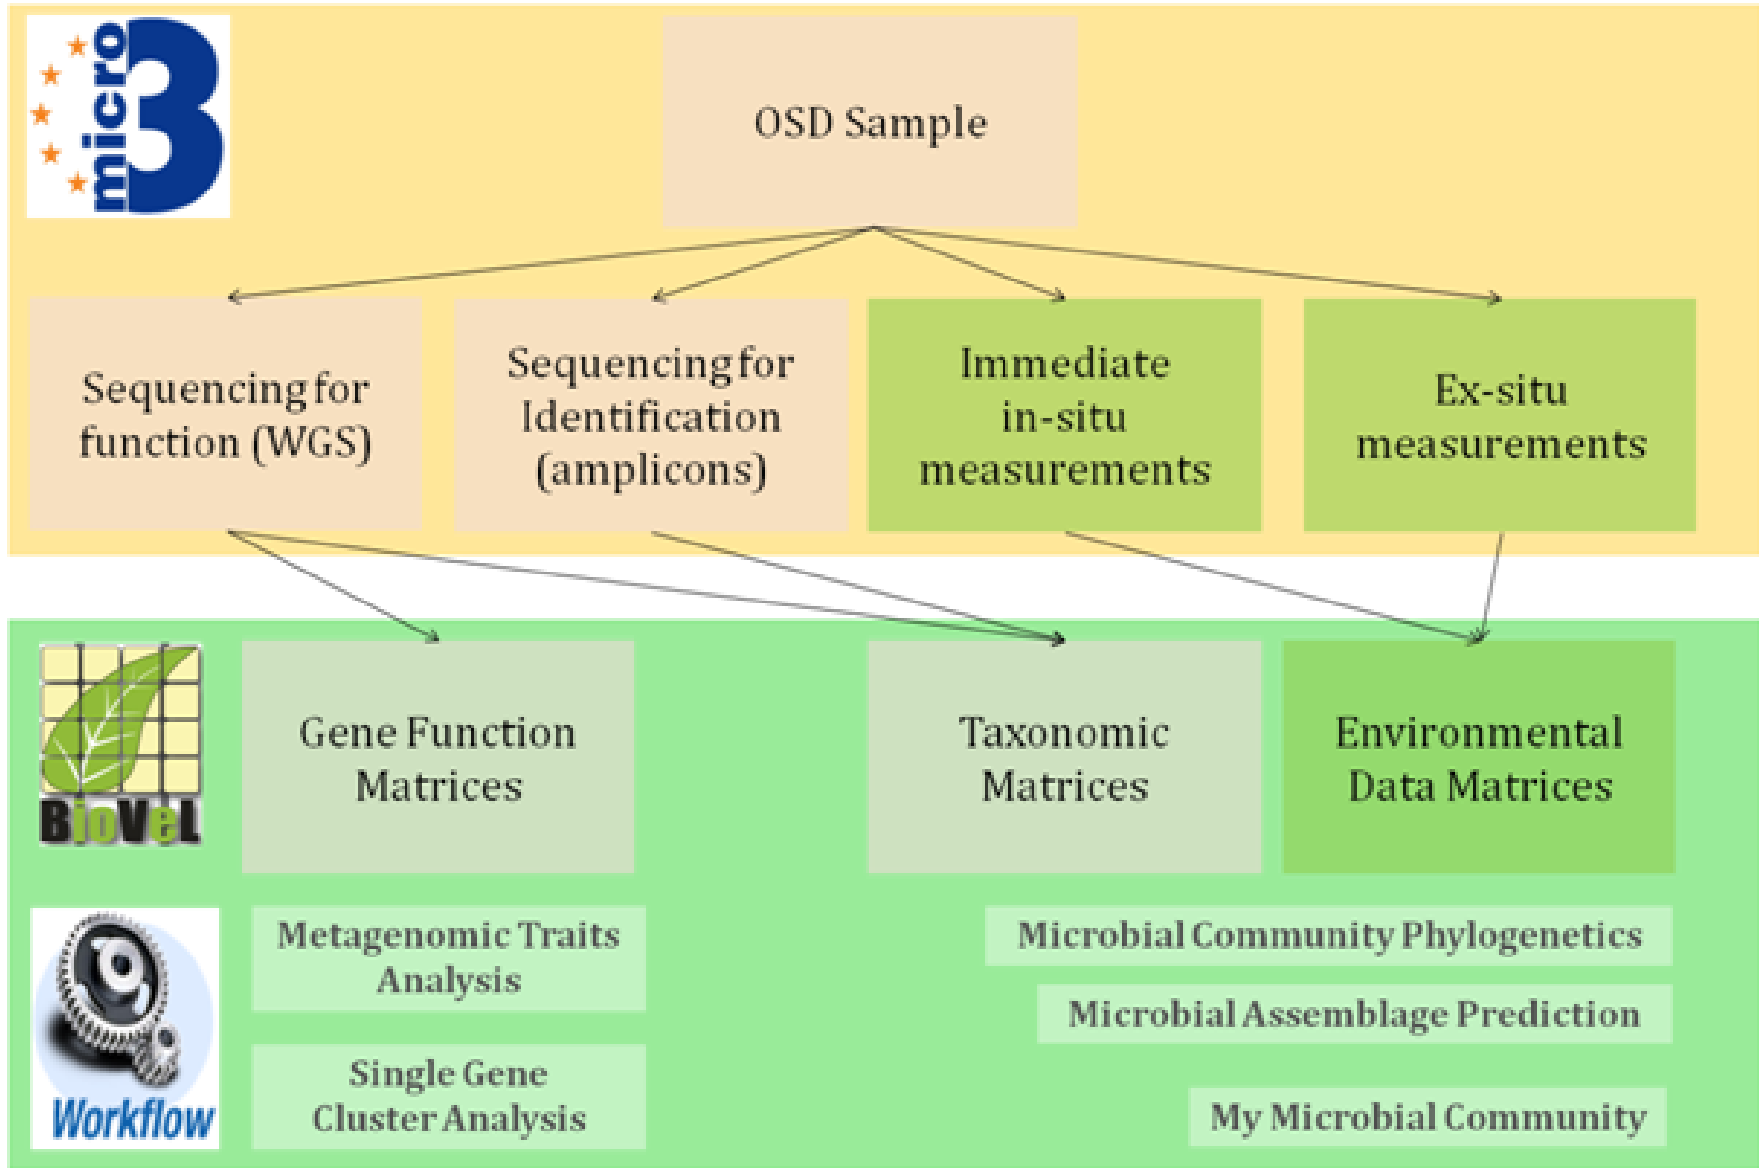 micro
3
OSD Sample
Sequencing for
function (WGS)
Sequencing for
Identification
(amplicons)
Immediate
in-situ
measurements
Ex-situ
measurements
BioVeL
Gene Function
Matrices
Taxonomic
Matrices
Environmental
Data Matrices
Workflow
Metagenomic Traits
Analysis
Single Gene
Cluster Analysis
Microbial Community Phylogenetics
Microbial Assemblage Prediction
My Microbial Community